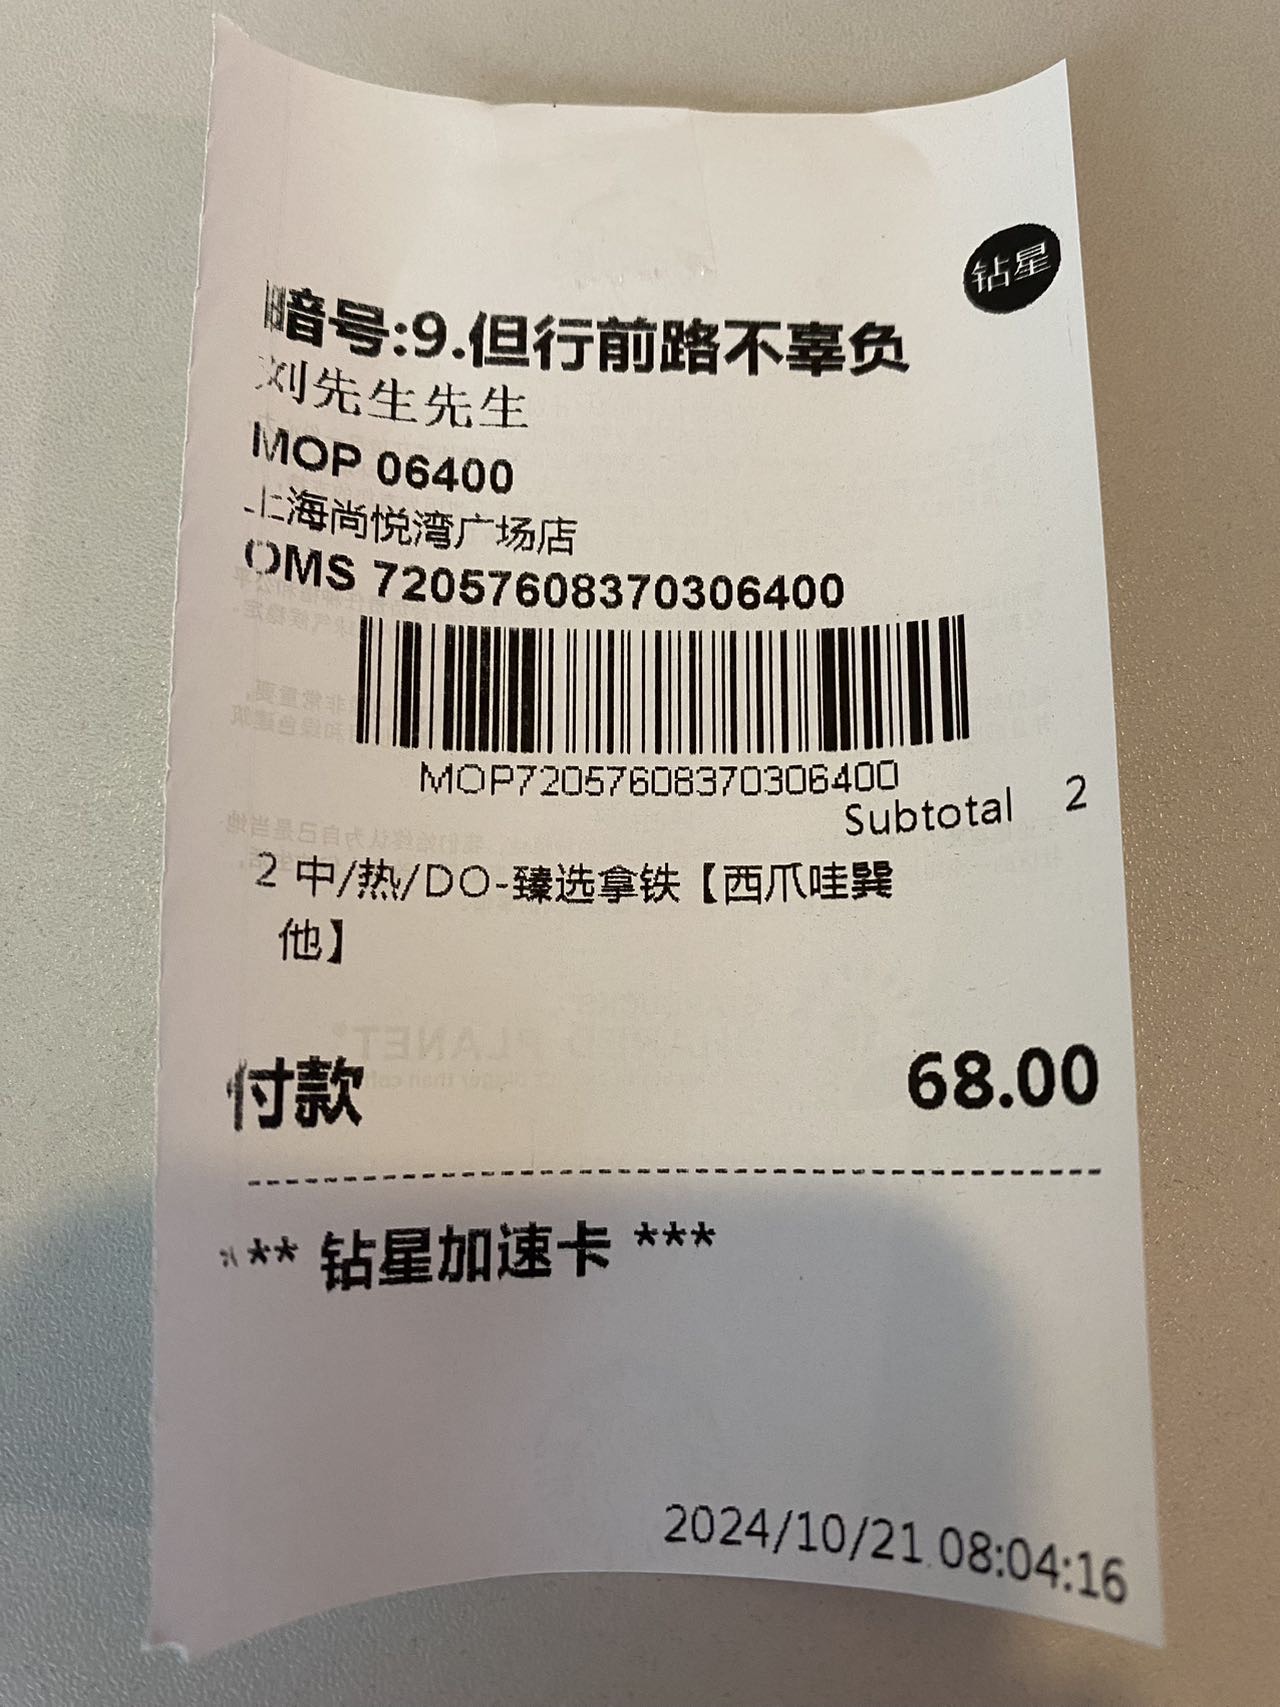 钻星
暗号:9.但行前路不辜负
刘先生先生
MOP 06400
上海尚悦湾广场店
OMS 72057608370306400
MOP72057608370306400
Subtotal 2
2 中/热/DO-臻选拿铁【西爪哇巽
他】
付款 68.00
*** 钻星加速卡 ***
2024/10/21 08:04:16